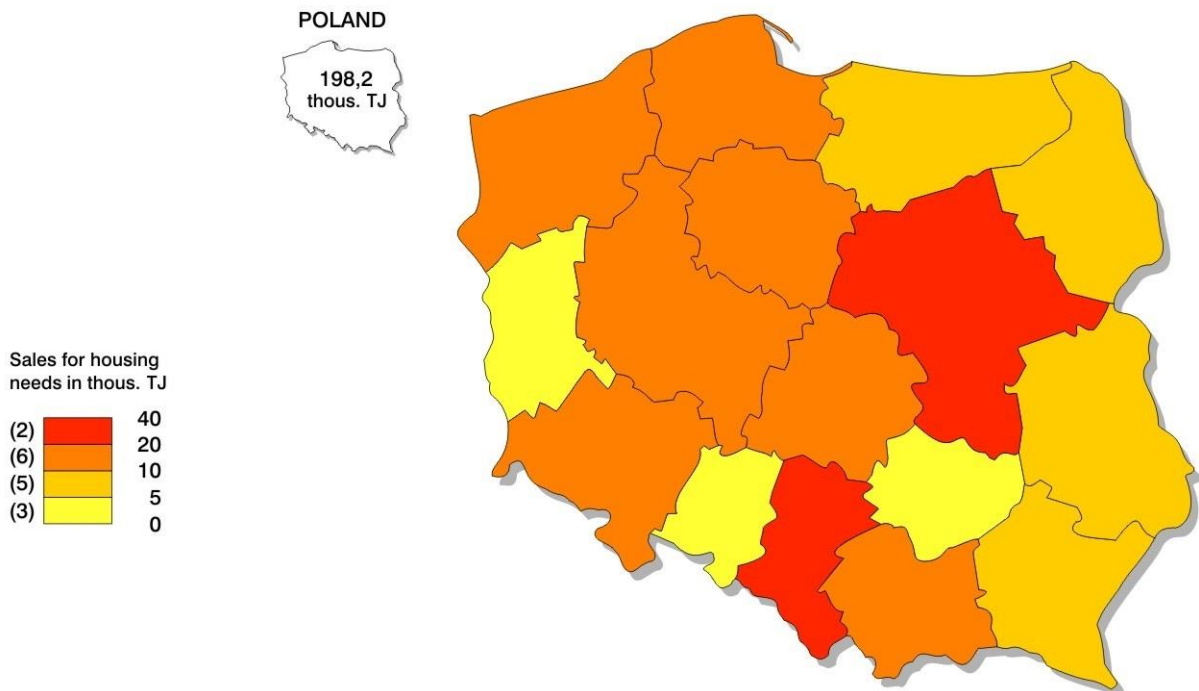 POLAND
198,2
thous. TJ
Sales for housing
needs in thous. TJ
40
(2)
20
(6)
10
(5)
5
(3)
0